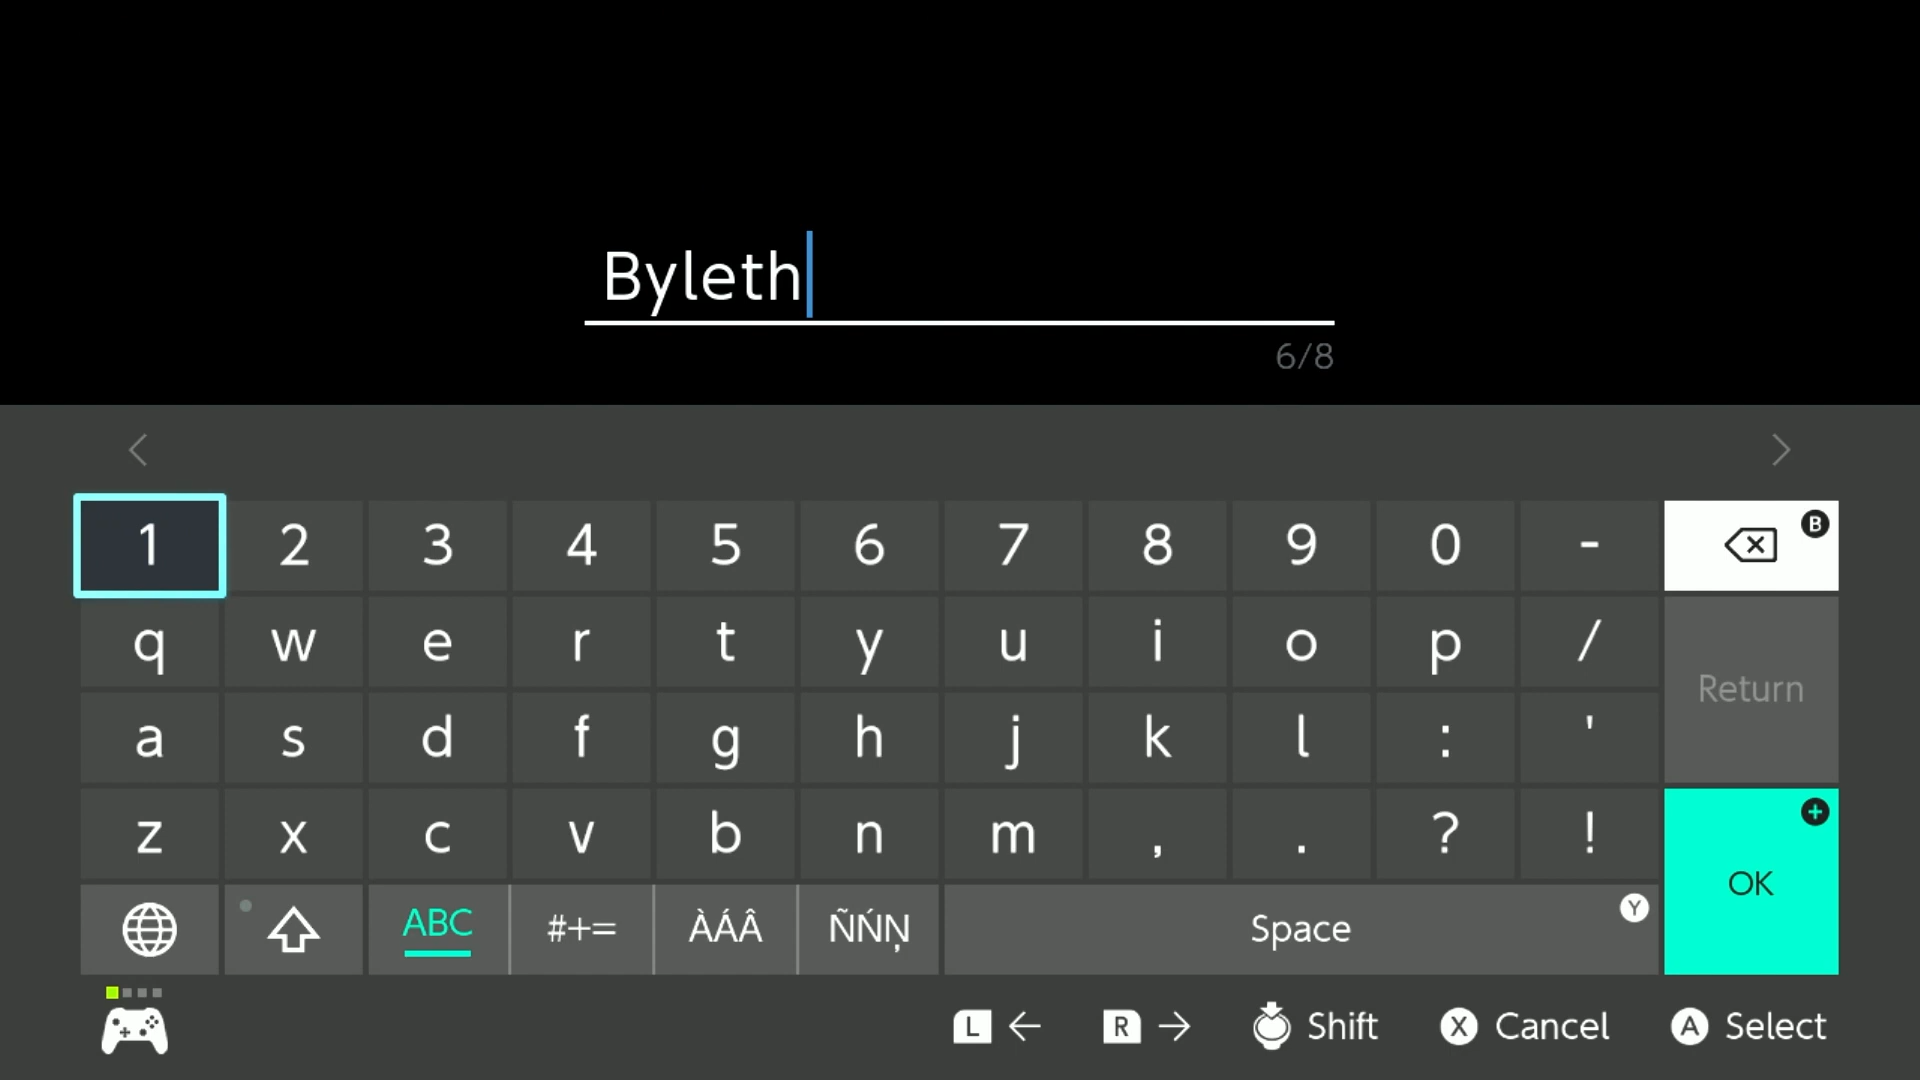 Byleth
6/8
1 2 3 4 5 6 7 8 9 0 - B
q w e r t y u i o p / Return
a s d f g h j k l : '
z x c v b n m , . ? ! + OK
ABC #+= ÀÁÂ ÑŃŅ Space Y
L ← R → Shift X Cancel A Select